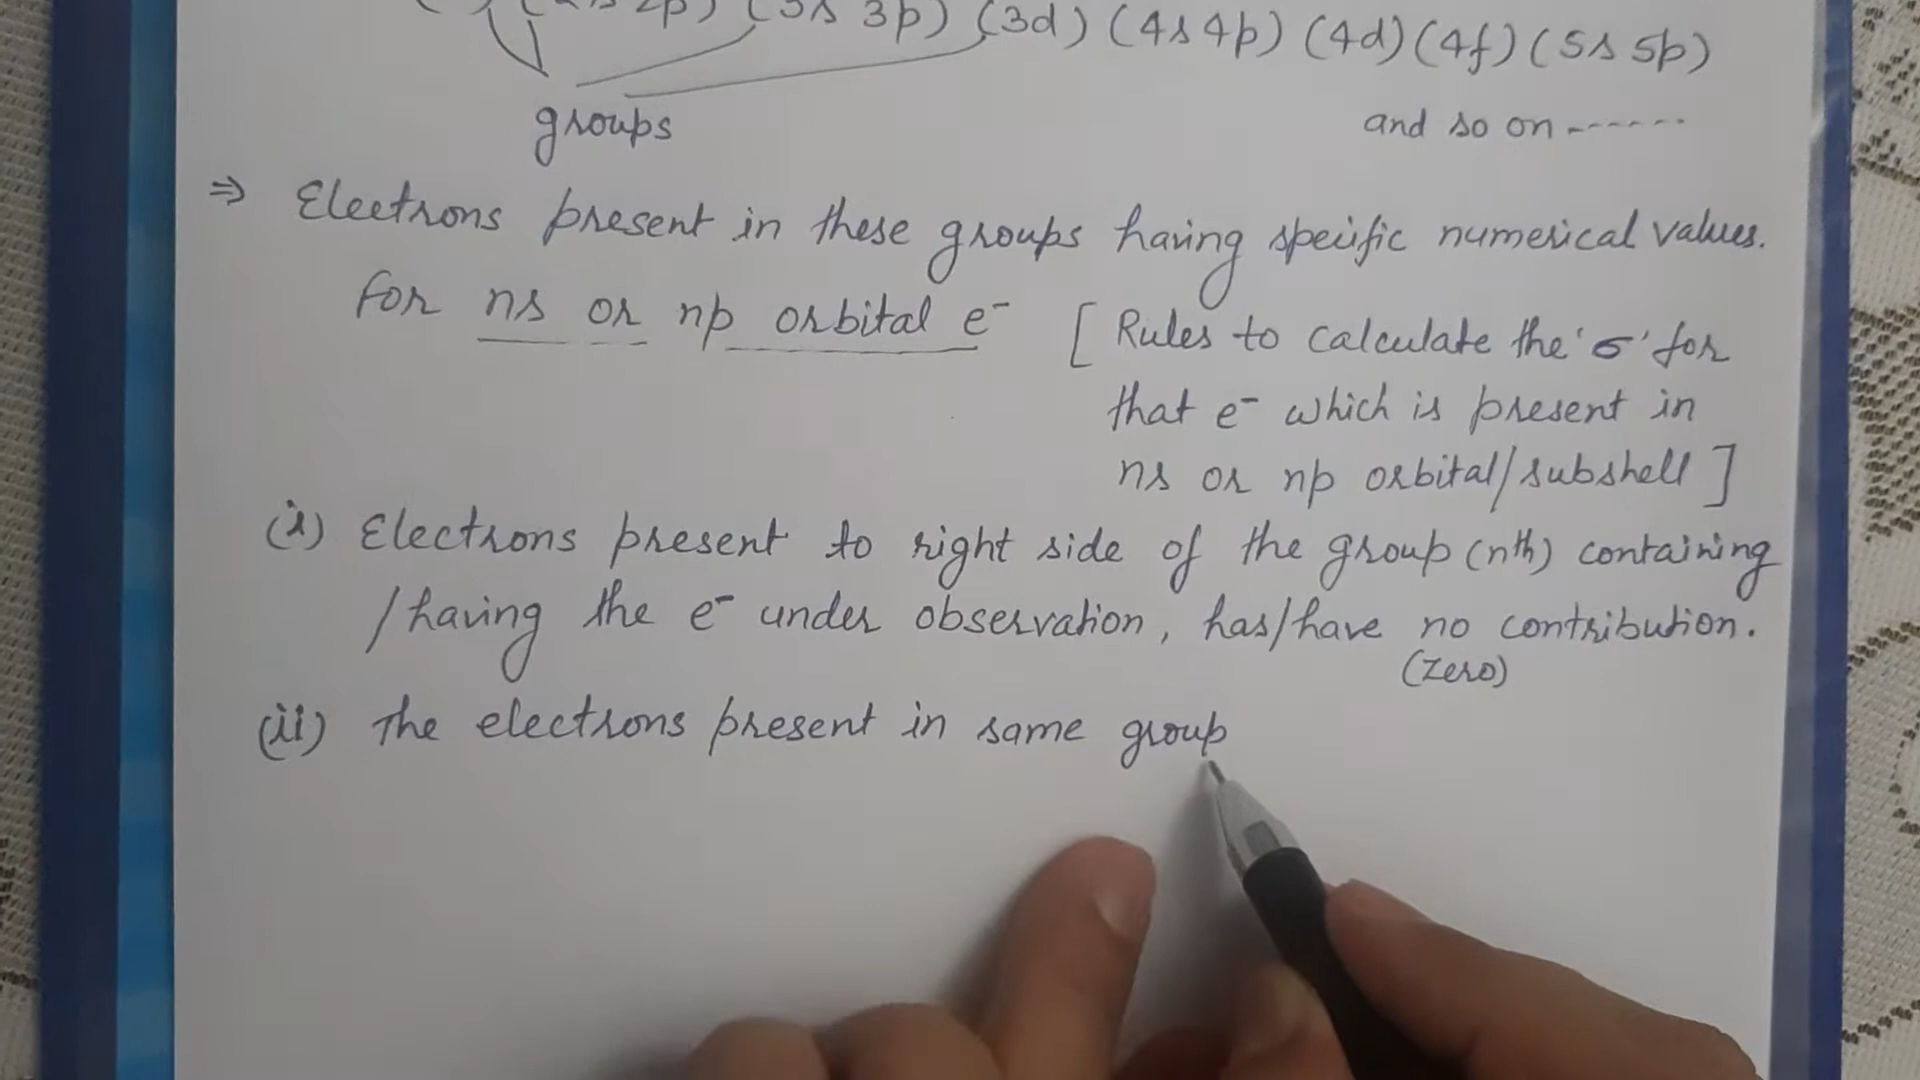 2p) (3s 3p) (3d) (4s 4p) (4d) (4f) (5s 5p)
groups
and so on ------
⇒ Electrons present in these groups having specific numerical values.
for ns or np orbital e⁻ [Rules to calculate the 'σ' for
that e⁻ which is present in
ns or np orbital/subshell]
(i) Electrons present to right side of the group (nth) containing
/having the e⁻ under observation, has/have no contribution.
(zero)
(ii) The electrons present in same group